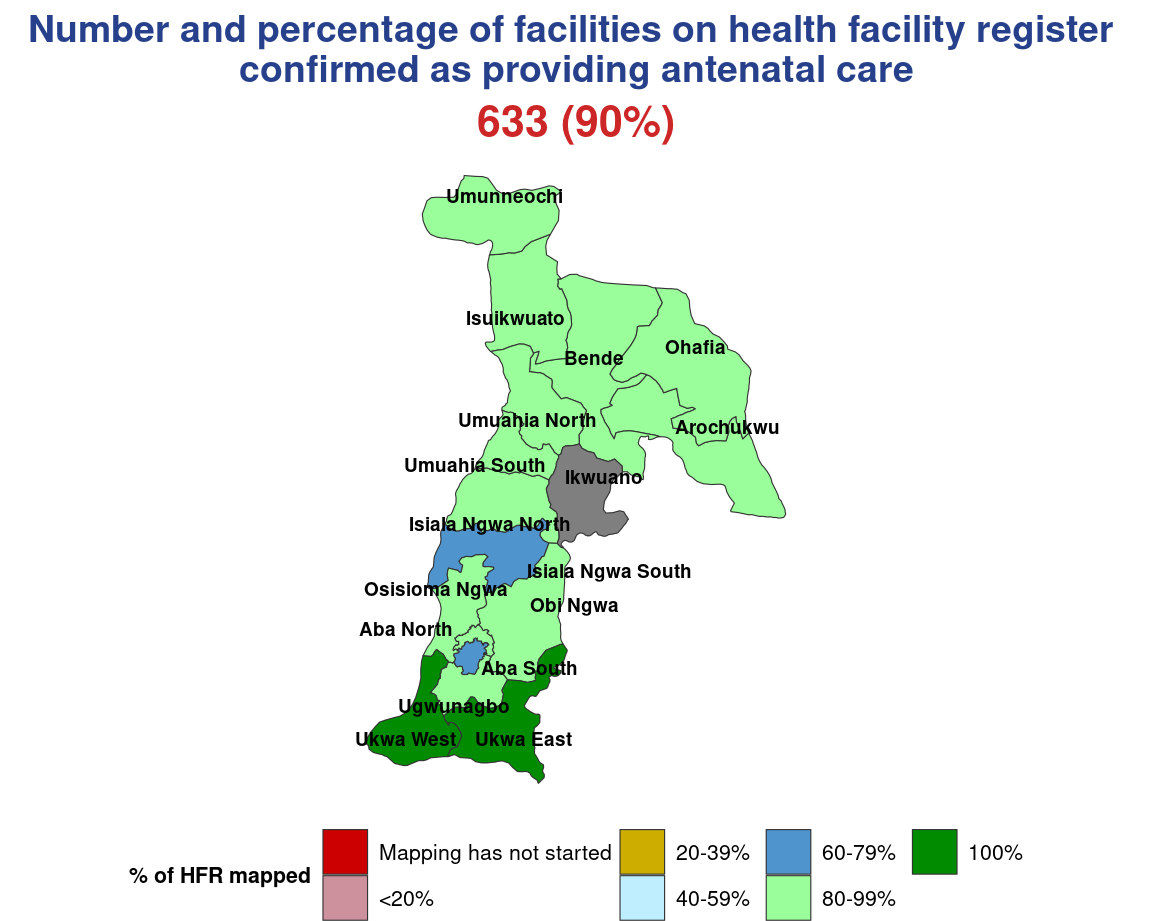 Number and percentage of facilities on health facility register
confirmed as providing antenatal care
633 (90%)
Umunneochi
Isuikwuato
Ohafia
Bende
Umuahia North
Arochukwu
Umuahia South
Ikwuano
Isiala Ngwa North
Isiala Ngwa South
Osisioma Ngwa
Obi Ngwa
Aba North
Aba South
Ugwunagbo
Ukwa West
Ukwa East
% of HFR mapped
Mapping has not started
<20%
20-39%
40-59%
60-79%
80-99%
100%